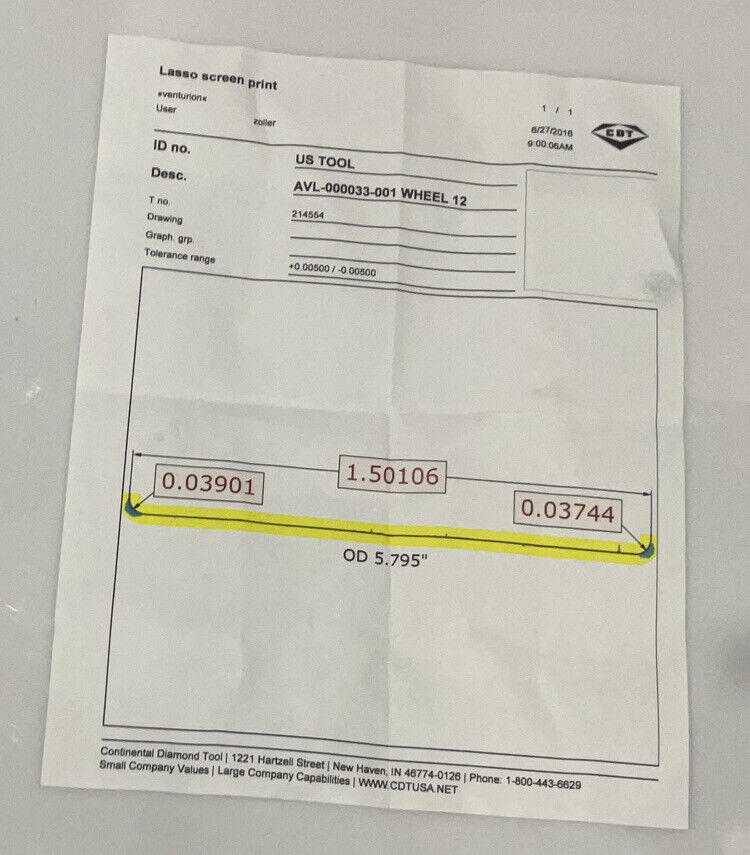 Lasso screen print
»venturion«
User
zoller
1 / 1
6/27/2016
9:00:06AM
CDT
ID no. US TOOL
Desc. AVL-000033-001 WHEEL 12
T no. 214554
Drawing
Graph. grp.
Tolerance range +0.00500 / -0.00500
1.50106
0.03901
0.03744
OD 5.795"
Continental Diamond Tool | 1221 Hartzell Street | New Haven, IN 46774-0126 | Phone: 1-800-443-6629
Small Company Values | Large Company Capabilities | WWW.CDTUSA.NET